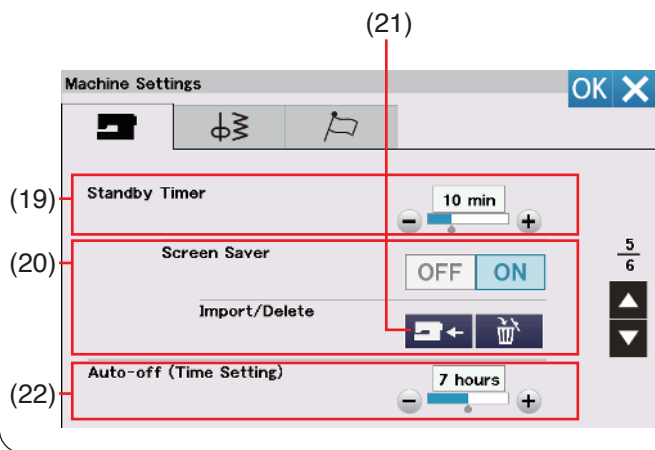 (21)
Machine Settings
OK
(19)
Standby Timer
10 min
(20)
Screen Saver
OFF ON
5
6
Import/Delete
(22)
Auto-off (Time Setting)
7 hours